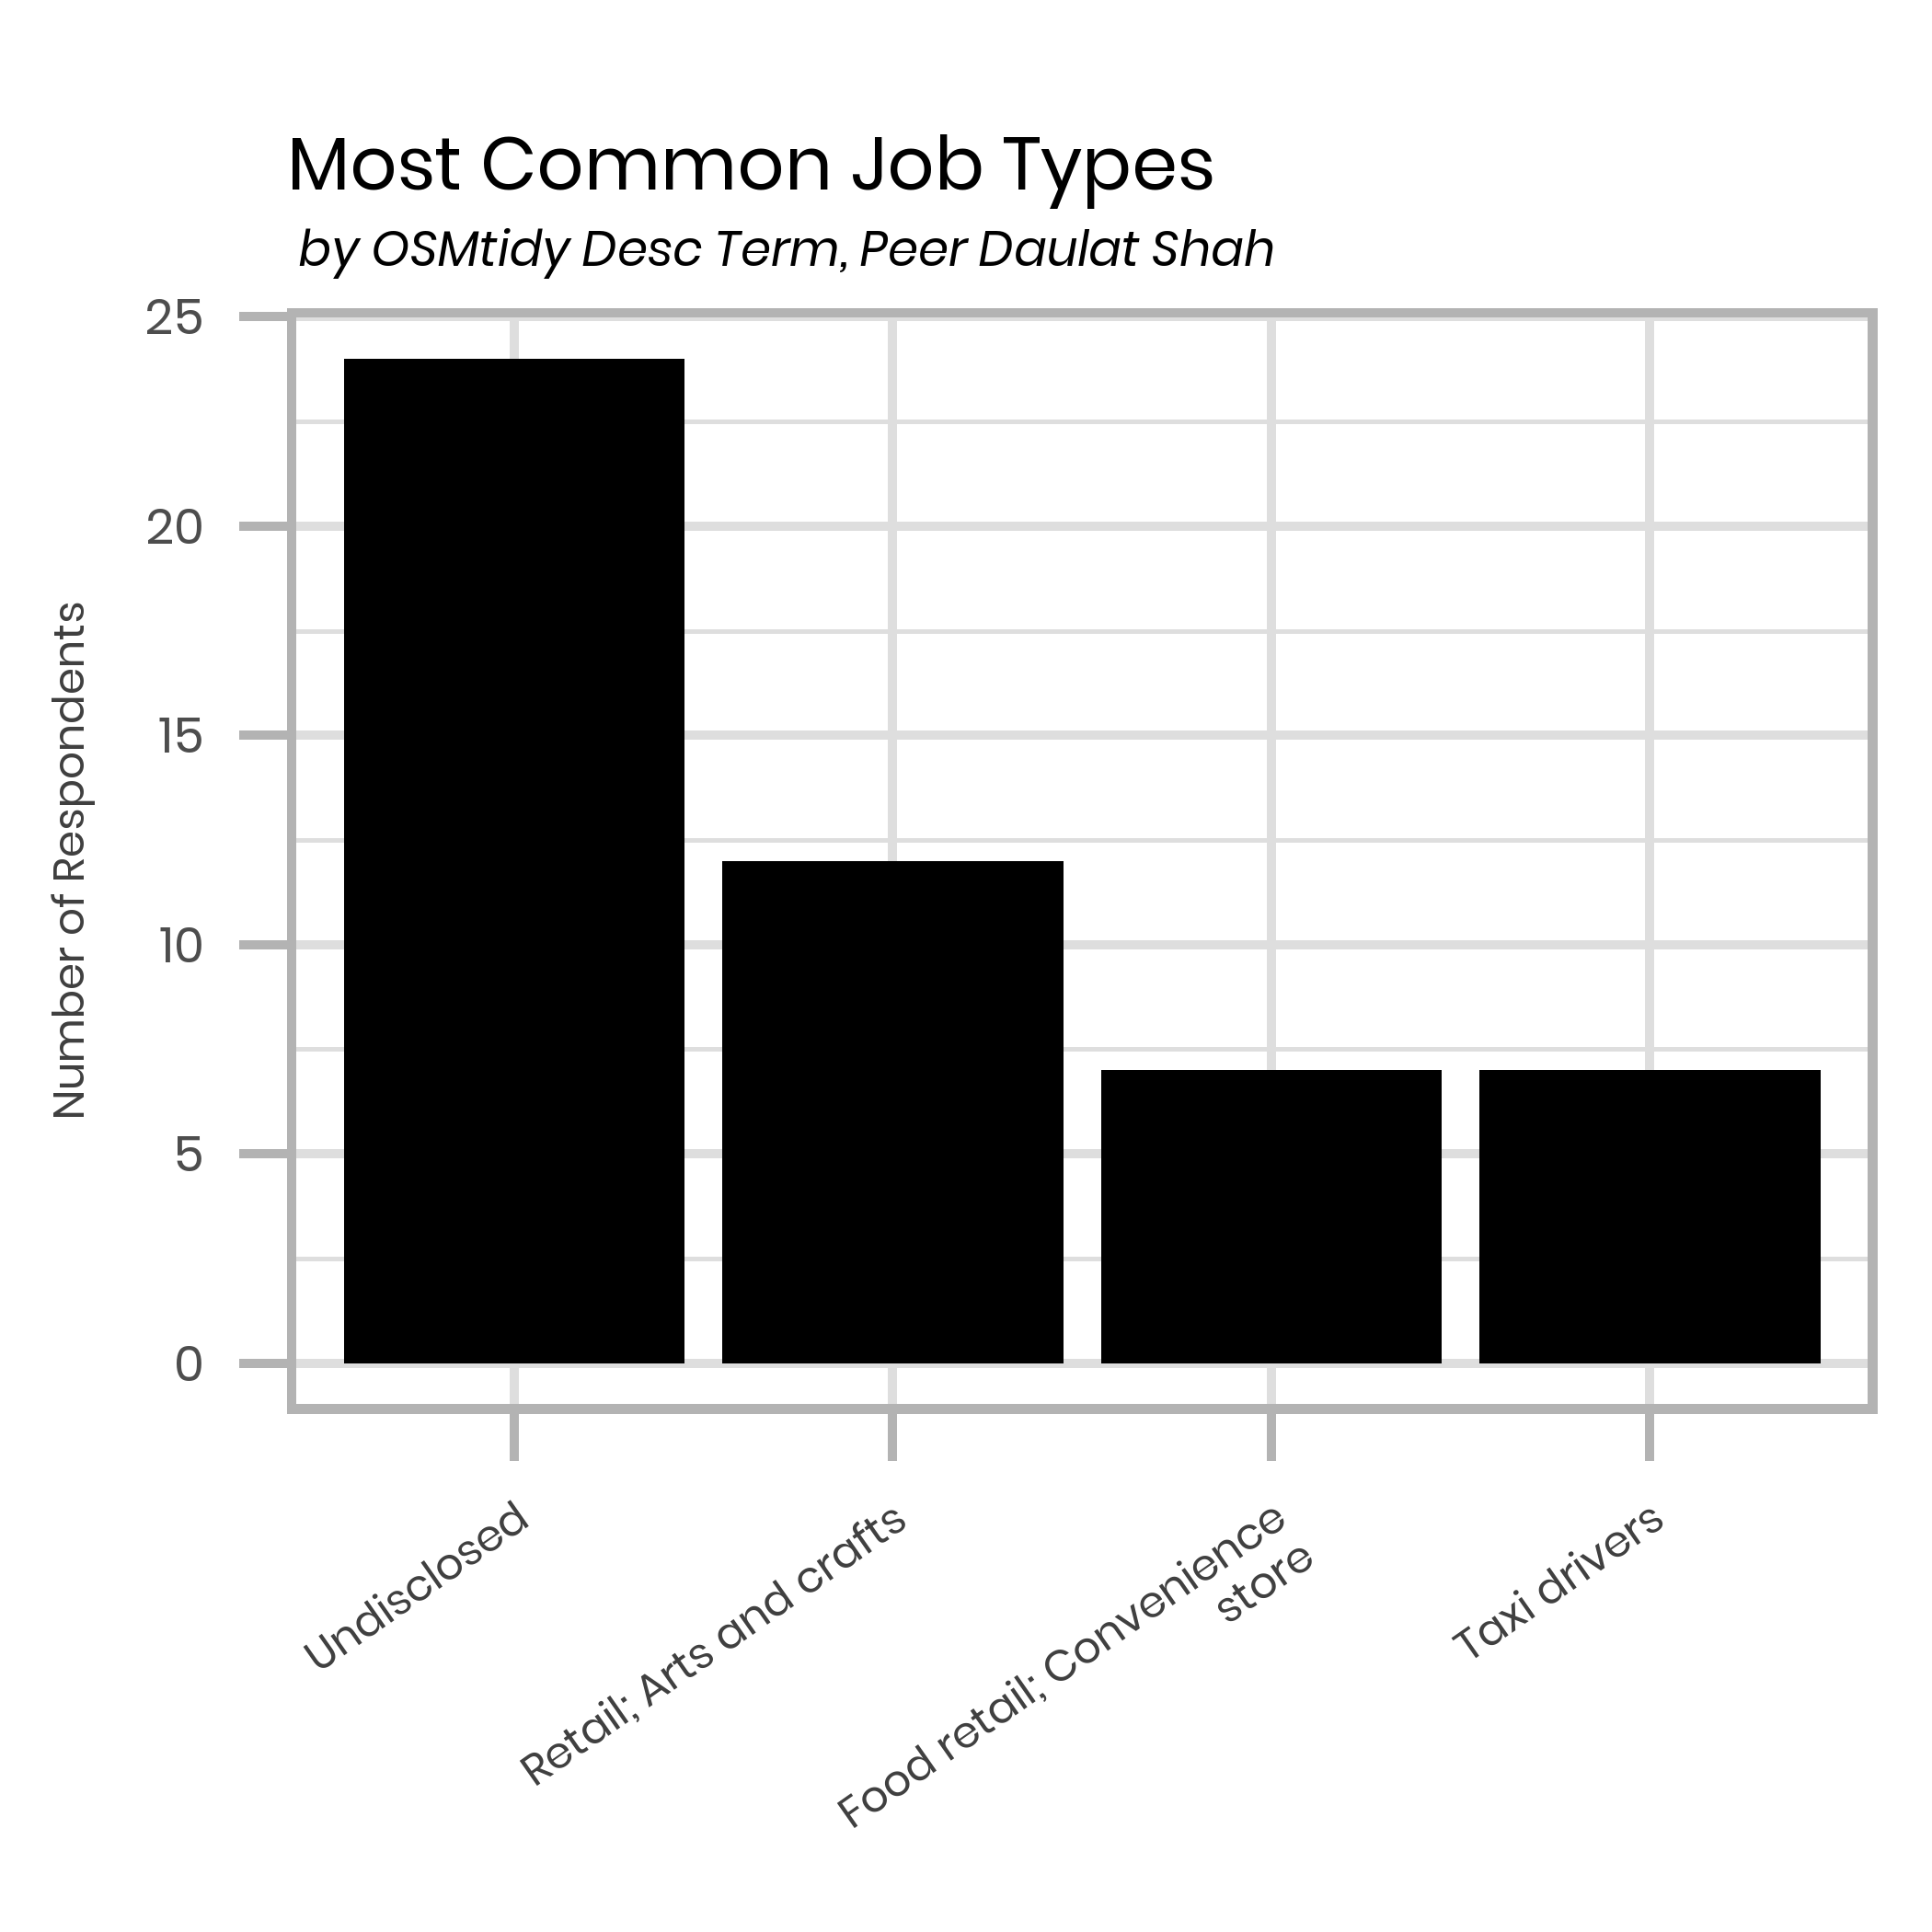 Most Common Job Types
by OSMtidy Desc Term, Peer Daulat Shah
Number of Respondents
25
20
15
10
5
0
Undisclosed
Retail; Arts and crafts
Food retail; Convenience
store
Taxi drivers